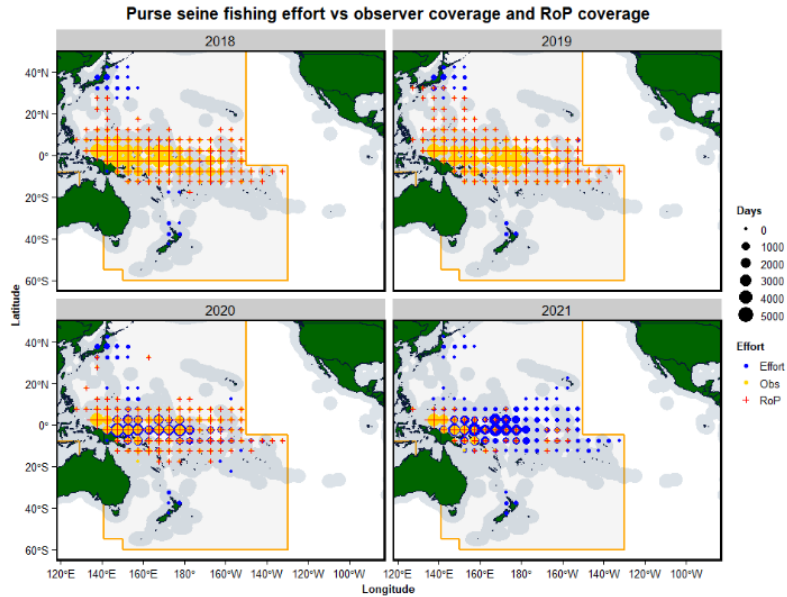 Purse seine fishing effort vs observer coverage and RoP coverage
2018
2019
40°N
20°N
0°
20°S
40°S
60°S
2020
2021
40°N
20°N
0°
20°S
40°S
60°S
120°E 140°E 160°E 180° 160°W 140°W 120°W 100°W
120°E 140°E 160°E 180° 160°W 140°W 120°W 100°W
Longitude
Latitude
Days
0
1000
2000
3000
4000
5000
Effort
Effort
Obs
RoP